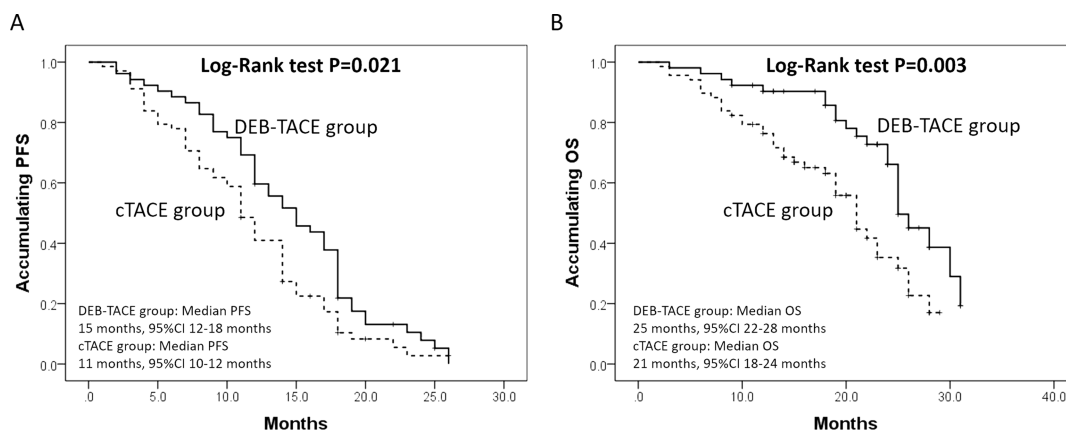 A
Log-Rank test P=0.021
DEB-TACE group
cTACE group
Accumulating PFS
1.0
0.8
0.6
0.4
0.2
0.0
DEB-TACE group: Median PFS
15 months, 95%CI 12-18 months
cTACE group: Median PFS
11 months, 95%CI 10-12 months
.0 5.0 10.0 15.0 20.0 25.0 30.0
Months
B
Log-Rank test P=0.003
DEB-TACE group
cTACE group
Accumulating OS
1.0
0.8
0.6
0.4
0.2
0.0
DEB-TACE group: Median OS
25 months, 95%CI 22-28 months
cTACE group: Median OS
21 months, 95%CI 18-24 months
.0 10.0 20.0 30.0 40.0
Months